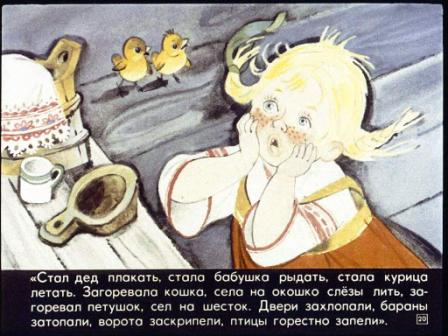 «Стал дед плакать, стала бабушка рыдать, стала курица
летать. Загоревала кошка, села на окошко слёзы лить, за-
горевал петушок, сел на шесток. Двери захлопали, бараны
затопали, ворота заскрипели, птицы горестно запели».
20